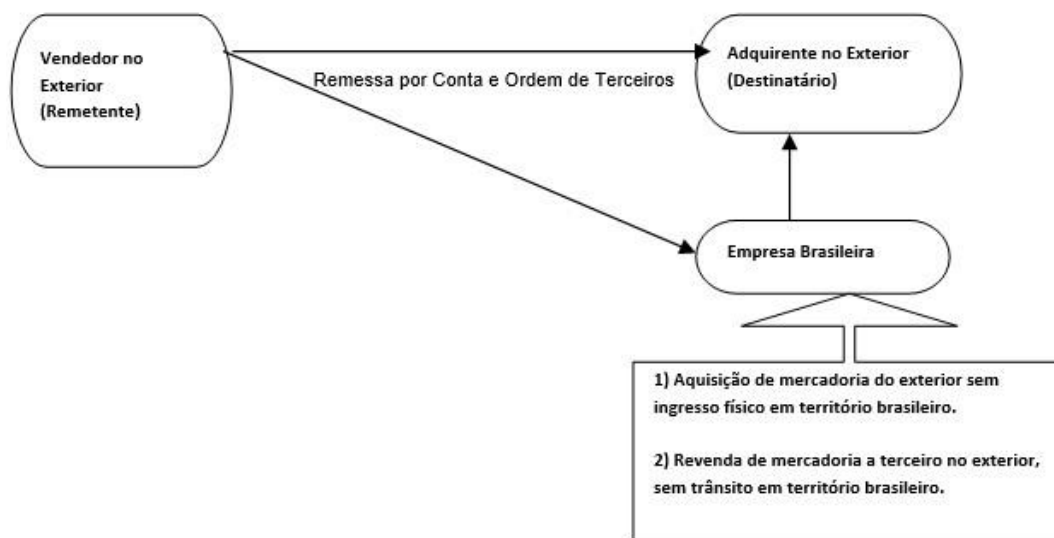 Vendedor no
Exterior
(Remetente)
Adquirente no Exterior
(Destinatário)
Remessa por Conta e Ordem de Terceiros
Empresa Brasileira
1) Aquisição de mercadoria do exterior sem
ingresso físico em território brasileiro.
2) Revenda de mercadoria a terceiro no exterior,
sem trânsito em território brasileiro.